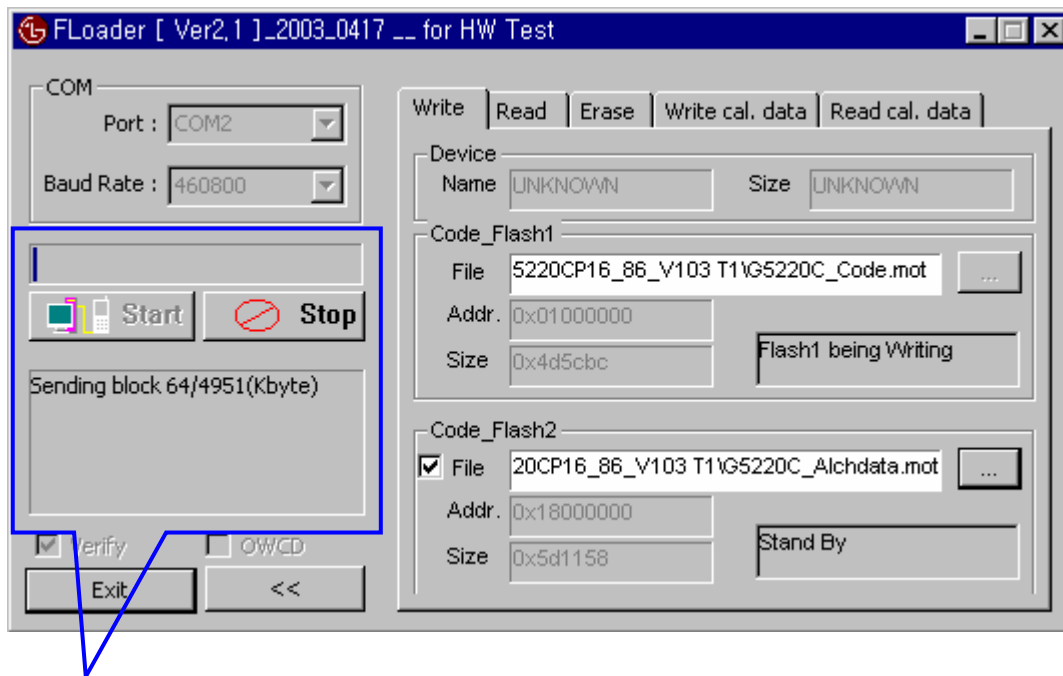 FLoader [ Ver2,1 ]_2003_0417 __ for HW Test
COM
Port : COM2
Baud Rate : 460800
Start
Stop
Sending block 64/4951(Kbyte)
Verify
OWCD
Exit
<<
Write
Read
Erase
Write cal. data
Read cal. data
Device
Name UNKNOWN
Size UNKNOWN
Code_Flash1
File 5220CP16_86_V103 T1\G5220C_Code.mot ...
Addr. 0x01000000
Size 0x4d5cbc
Flash1 being Writing
Code_Flash2
File 20CP16_86_V103 T1\G5220C_Alchdata.mot ...
Addr. 0x18000000
Size 0x5d1158
Stand By